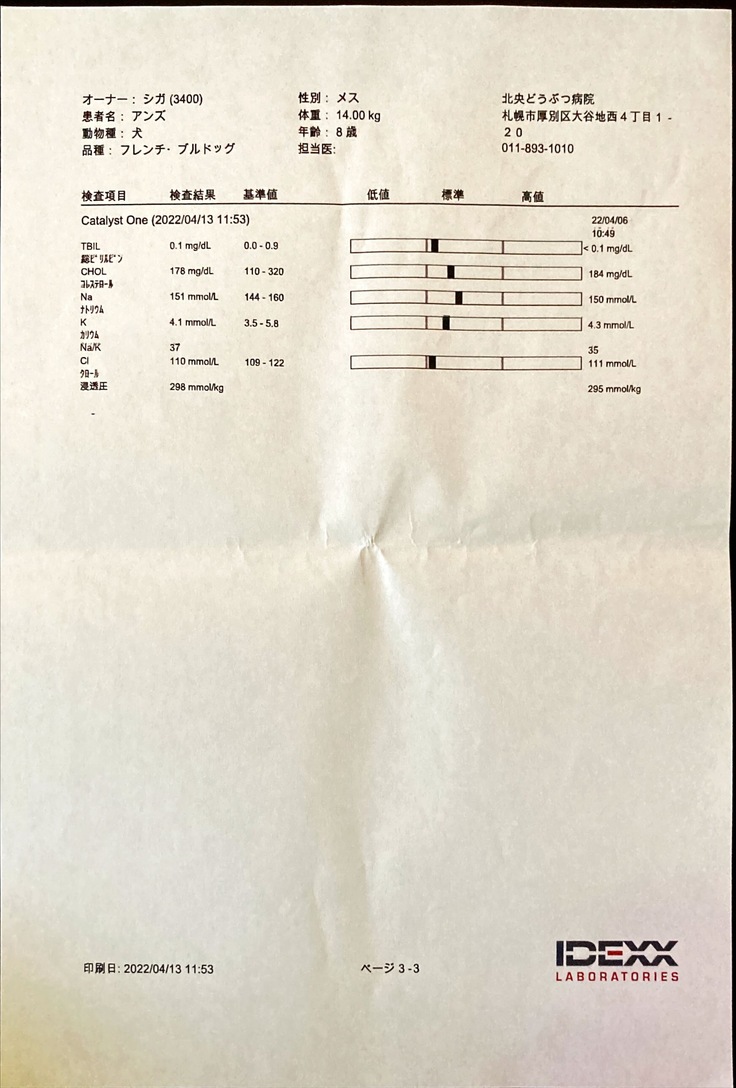 オーナー： シガ (3400) 性別： メス 北央どうぶつ病院
患者名： アンズ 体重： 14.00 kg 札幌市厚別区大谷地西４丁目１-
動物種： 犬 年齢： 8 歳 ２０
品種： フレンチ・ブルドッグ 担当医: 011-893-1010
検査項目 検査結果 基準値 低値 標準 高値
Catalyst One (2022/04/13 11:53) 22/04/06
10:49
TBIL 0.1 mg/dL 0.0 - 0.9 < 0.1 mg/dL
総ﾋﾞﾘﾙﾋﾞﾝ
CHOL 178 mg/dL 110 - 320 184 mg/dL
ｺﾚｽﾃﾛｰﾙ
Na 151 mmol/L 144 - 160 150 mmol/L
ﾅﾄﾘｳﾑ
K 4.1 mmol/L 3.5 - 5.8 4.3 mmol/L
ｶﾘｳﾑ
Na/K 37 35
Cl 110 mmol/L 109 - 122 111 mmol/L
ｸﾛｰﾙ
浸透圧 298 mmol/kg 295 mmol/kg
-
印刷日: 2022/04/13 11:53 ページ 3 -3
IDEXX
LABORATORIES